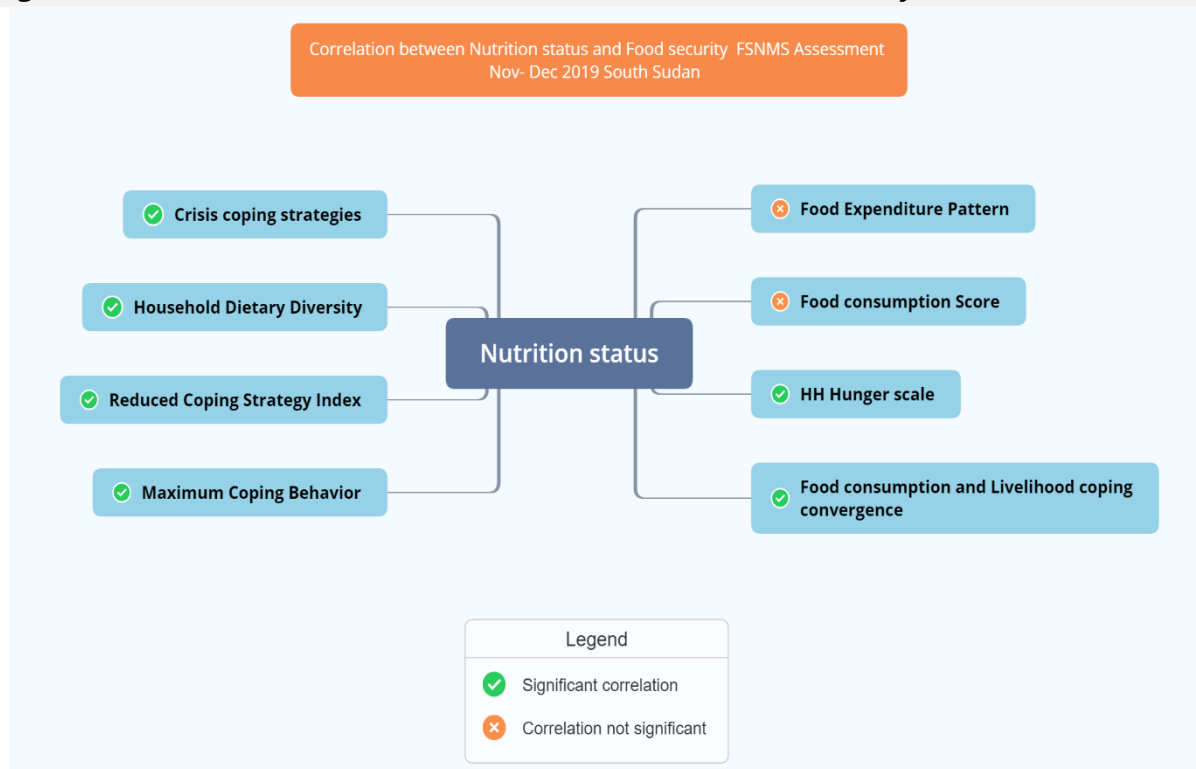 Correlation between Nutrition status and Food security FSNMS Assessment
Nov- Dec 2019 South Sudan
Crisis coping strategies
Household Dietary Diversity
Reduced Coping Strategy Index
Maximum Coping Behavior
Nutrition status
Food Expenditure Pattern
Food consumption Score
HH Hunger scale
Food consumption and Livelihood coping
convergence
Legend
Significant correlation
Correlation not significant